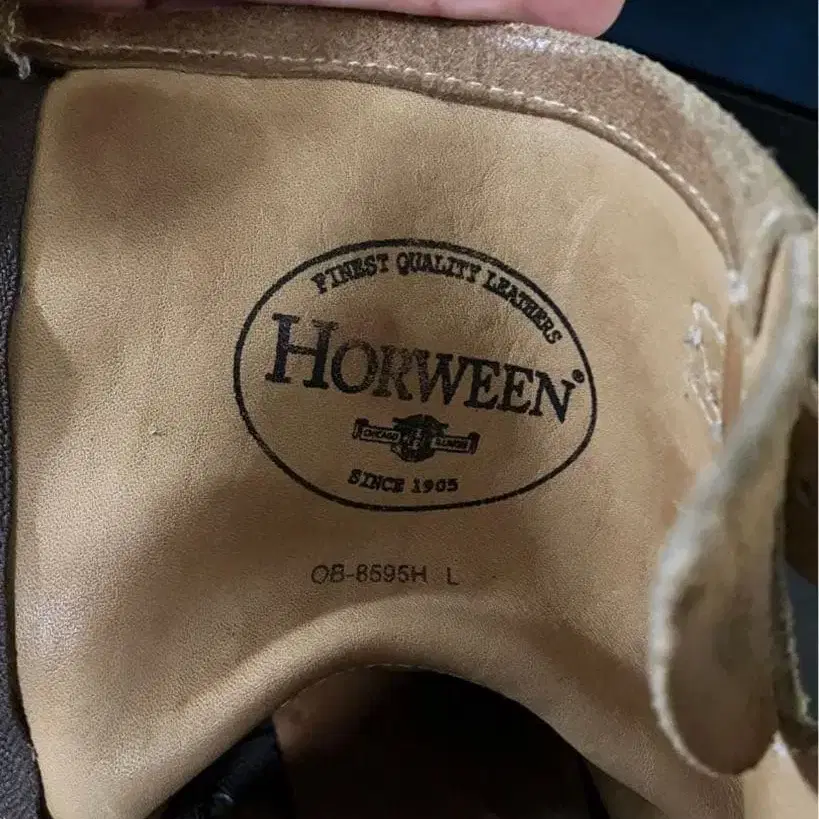 FINEST QUALITY LEATHERS
HORWEEN®
CHICAGO ILLINOIS
SINCE 1905
OB-8595H L